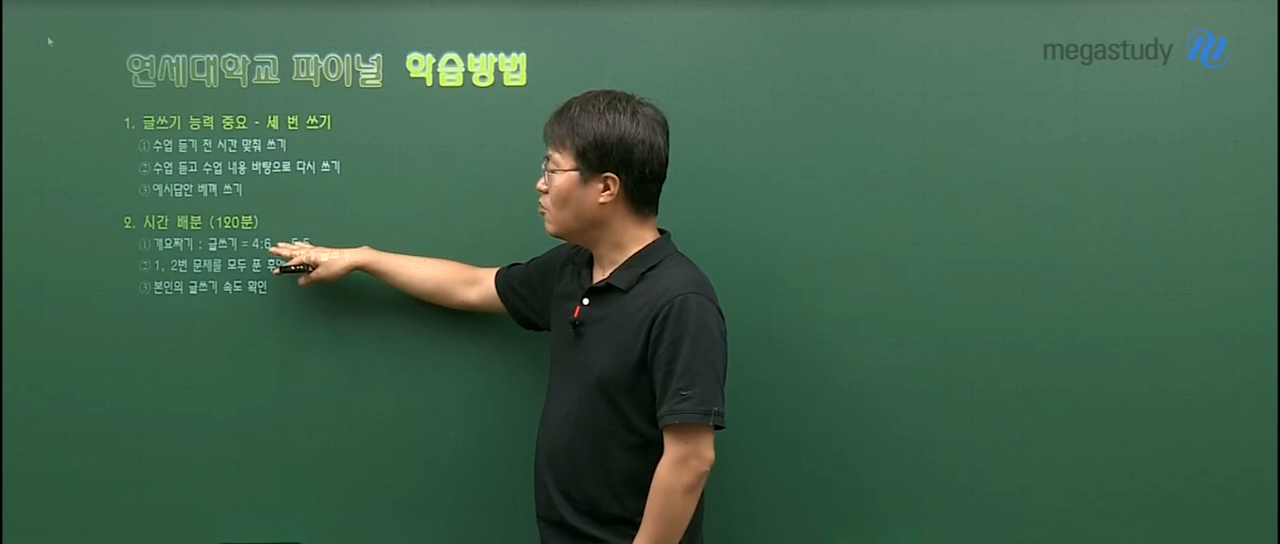 연세대학교 파이널 학습방법
megastudy
1. 글쓰기 능력 중요 - 세 번 쓰기
① 수업 듣기 전 시간 맞춰 쓰기
② 수업 듣고 수업 내용 바탕으로 다시 쓰기
③ 예시답안 베껴 쓰기
2. 시간 배분 (120분)
① 개요짜기 : 글쓰기 = 4:6 5:5
② 1, 2번 문제를 모두 푼 후에
③ 본인의 글쓰기 속도 확인